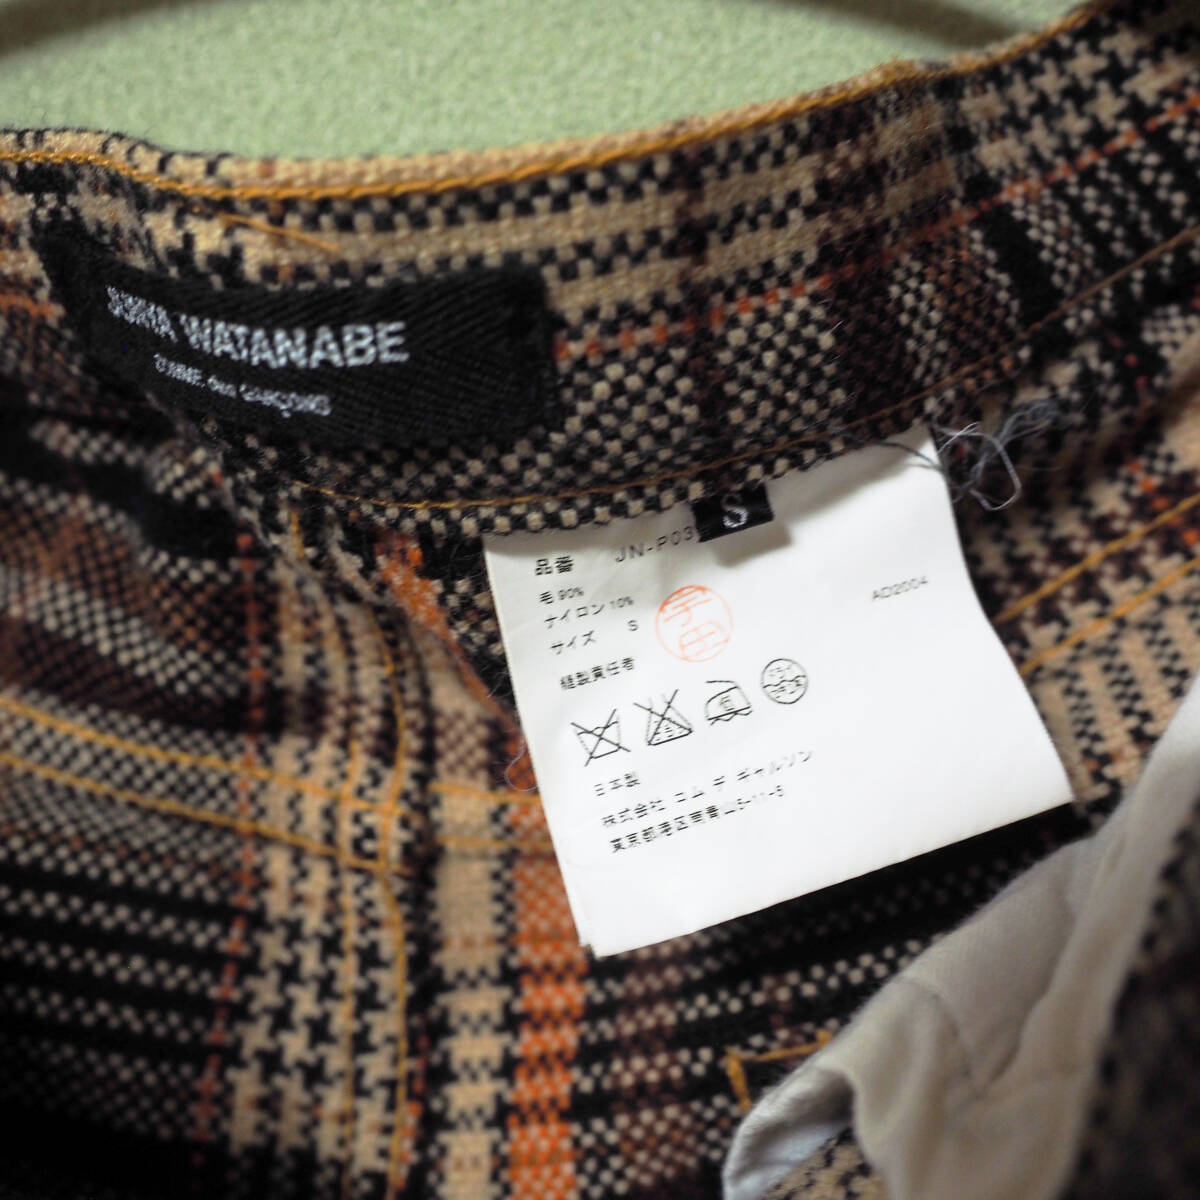 JUNYA WATANABE
COMME des GARÇONS
S
品番 JN-P03
毛 90%
ナイロン 10%
サイズ S
縫製責任者
宇田
AD2004
日本製
株式会社 コム デ ギャルソン
東京都港区南青山5-11-5